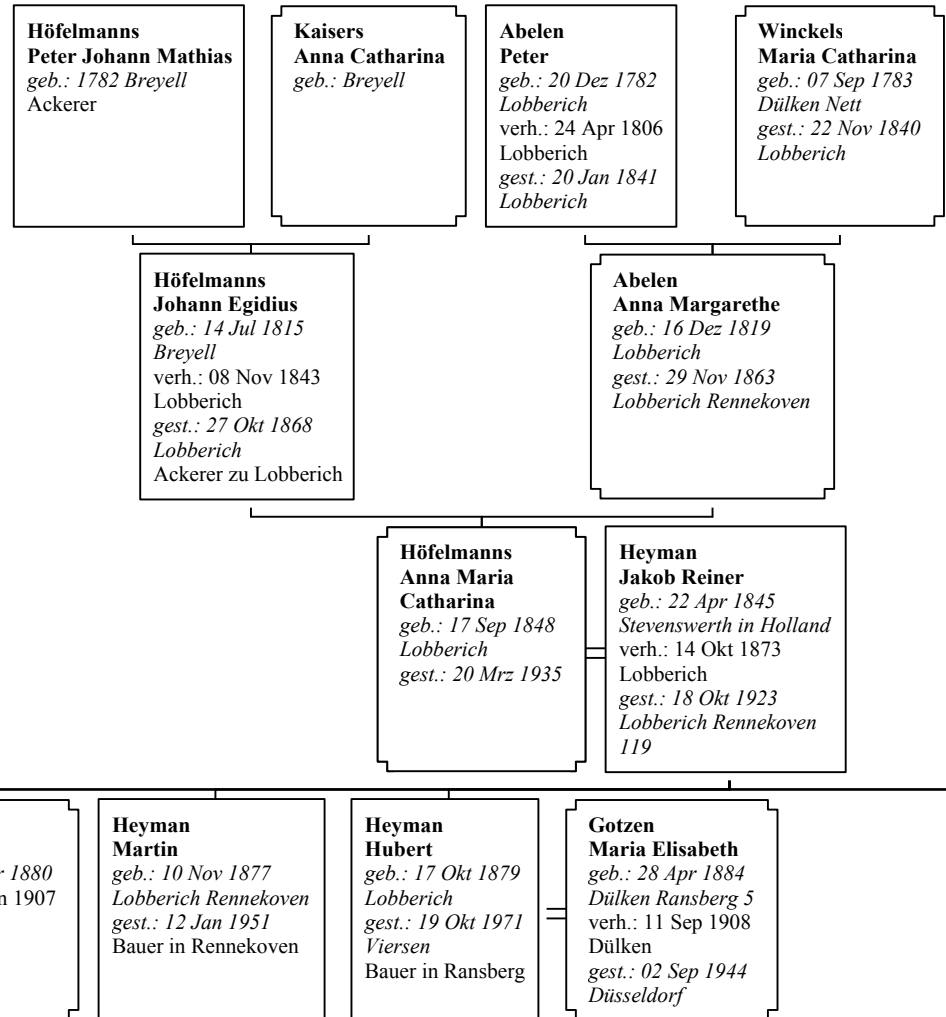 Höfelmanns
Peter Johann Mathias
geb.: 1782 Breyell
Ackerer
Kaisers
Anna Catharina
geb.: Breyell
Abelen
Peter
geb.: 20 Dez 1782
Lobberich
verh.: 24 Apr 1806
Lobberich
gest.: 20 Jan 1841
Lobberich
Winckels
Maria Catharina
geb.: 07 Sep 1783
Dülken Nett
gest.: 22 Nov 1840
Lobberich
Höfelmanns
Johann Egidius
geb.: 14 Jul 1815
Breyell
verh.: 08 Nov 1843
Lobberich
gest.: 27 Okt 1868
Lobberich
Ackerer zu Lobberich
Abelen
Anna Margarethe
geb.: 16 Dez 1819
Lobberich
gest.: 29 Nov 1863
Lobberich Rennekoven
Höfelmanns
Anna Maria
Catharina
geb.: 17 Sep 1848
Lobberich
gest.: 20 Mrz 1935
Heyman
Jakob Reiner
geb.: 22 Apr 1845
Stevenswerth in Holland
verh.: 14 Okt 1873
Lobberich
gest.: 18 Okt 1923
Lobberich Rennekoven
119
1880
1907
Heyman
Martin
geb.: 10 Nov 1877
Lobberich Rennekoven
gest.: 12 Jan 1951
Bauer in Rennekoven
Heyman
Hubert
geb.: 17 Okt 1879
Lobberich
gest.: 19 Okt 1971
Viersen
Bauer in Ransberg
Gotzen
Maria Elisabeth
geb.: 28 Apr 1884
Dülken Ransberg 5
verh.: 11 Sep 1908
Dülken
gest.: 02 Sep 1944
Düsseldorf